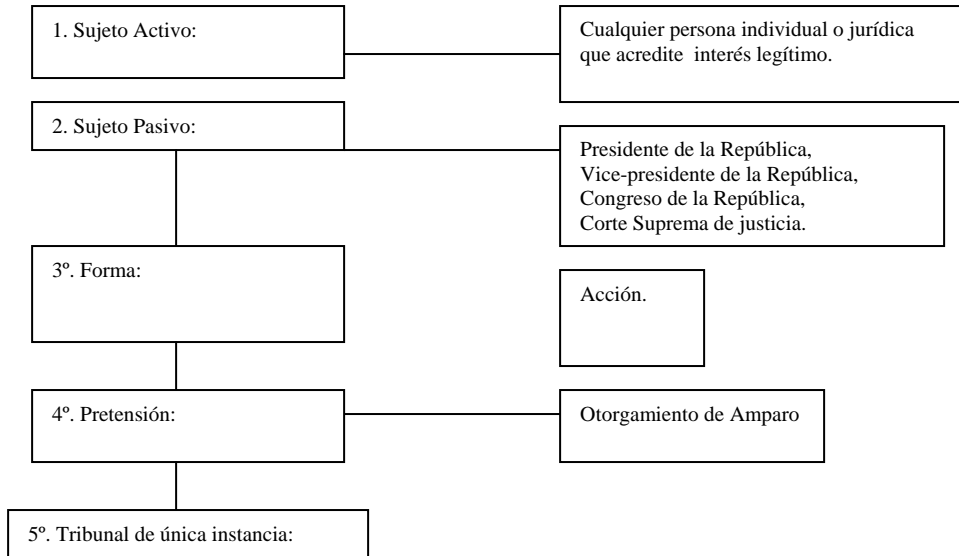 1. Sujeto Activo:
Cualquier persona individual o jurídica
que acredite interés legítimo.
2. Sujeto Pasivo:
Presidente de la República,
Vice-presidente de la República,
Congreso de la República,
Corte Suprema de justicia.
3º. Forma:
Acción.
4º. Pretensión:
Otorgamiento de Amparo
5º. Tribunal de única instancia: